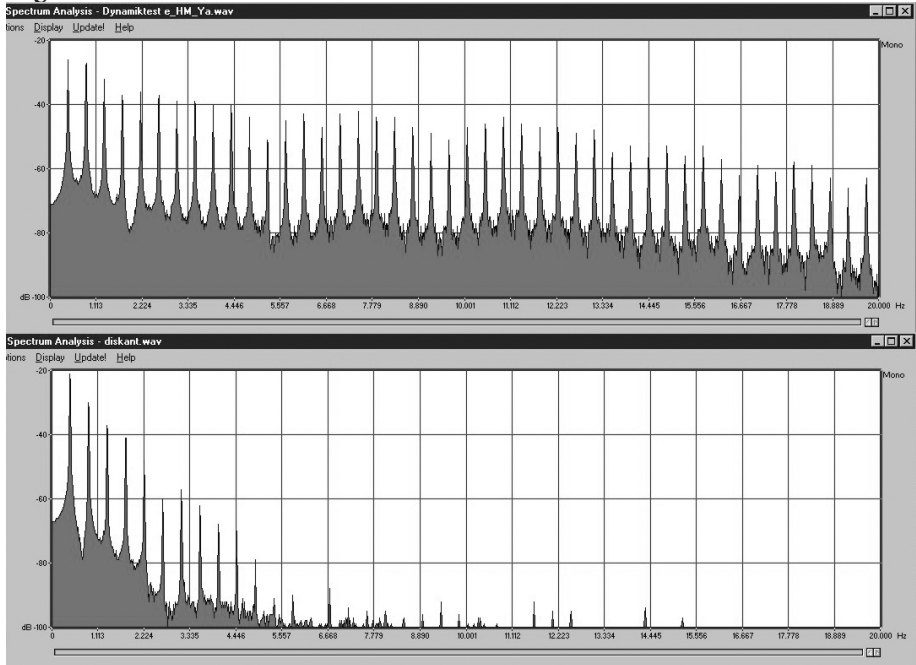 Spectrum Analysis - Dynamiktest e_HM_Ya.wav
tions Display Update! Help
-20
Mono
-40
-60
-80
dB -100
0 1.113 2.224 3.335 4.446 5.557 6.668 7.779 8.890 10.001 11.112 12.223 13.334 14.445 15.556 16.667 17.778 18.889 20.000 Hz
Spectrum Analysis - diskant.wav
tions Display Update! Help
-20
Mono
-40
-60
-80
dB -100
0 1.113 2.224 3.335 4.446 5.557 6.668 7.779 8.890 10.001 11.112 12.223 13.334 14.445 15.556 16.667 17.778 18.889 20.000 Hz